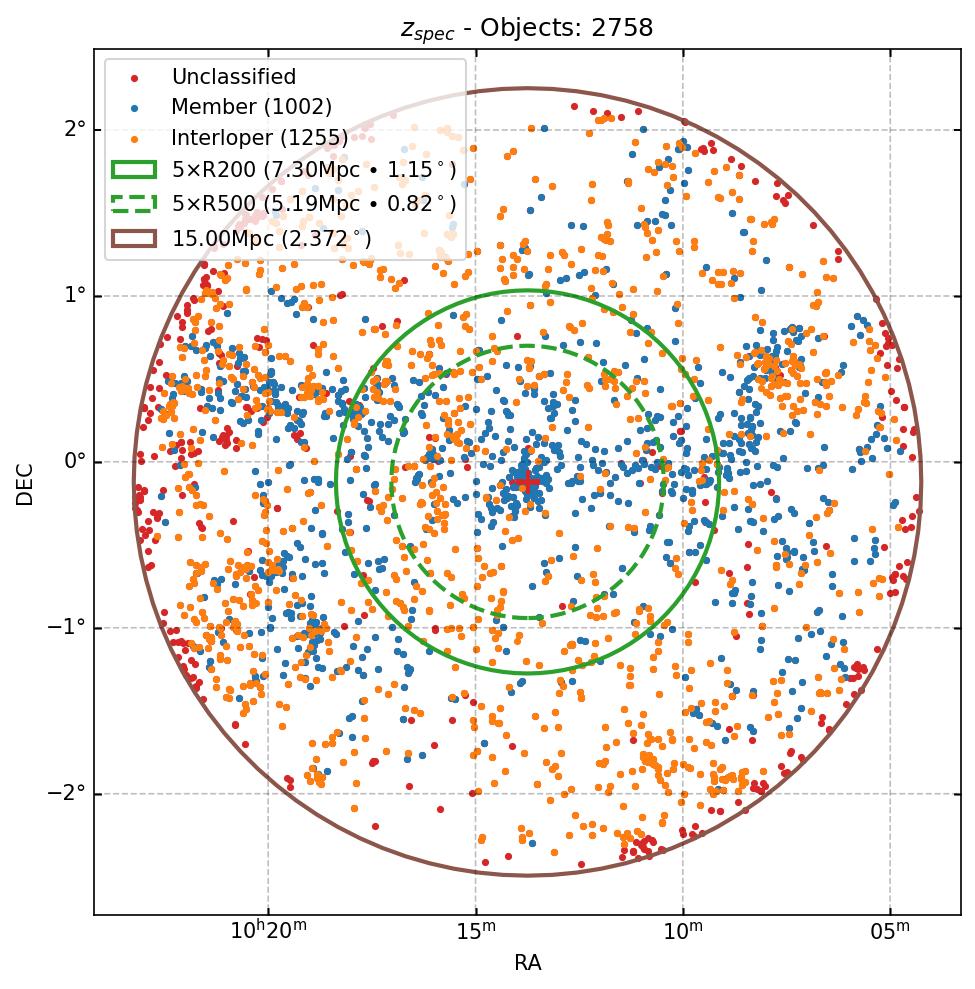 z_spec - Objects: 2758
Unclassified
Member (1002)
Interloper (1255)
5×R200 (7.30Mpc • 1.15°)
5×R500 (5.19Mpc • 0.82°)
15.00Mpc (2.372°)
2°
1°
0°
−1°
−2°
DEC
10ʰ20ᵐ 15ᵐ 10ᵐ 05ᵐ
RA